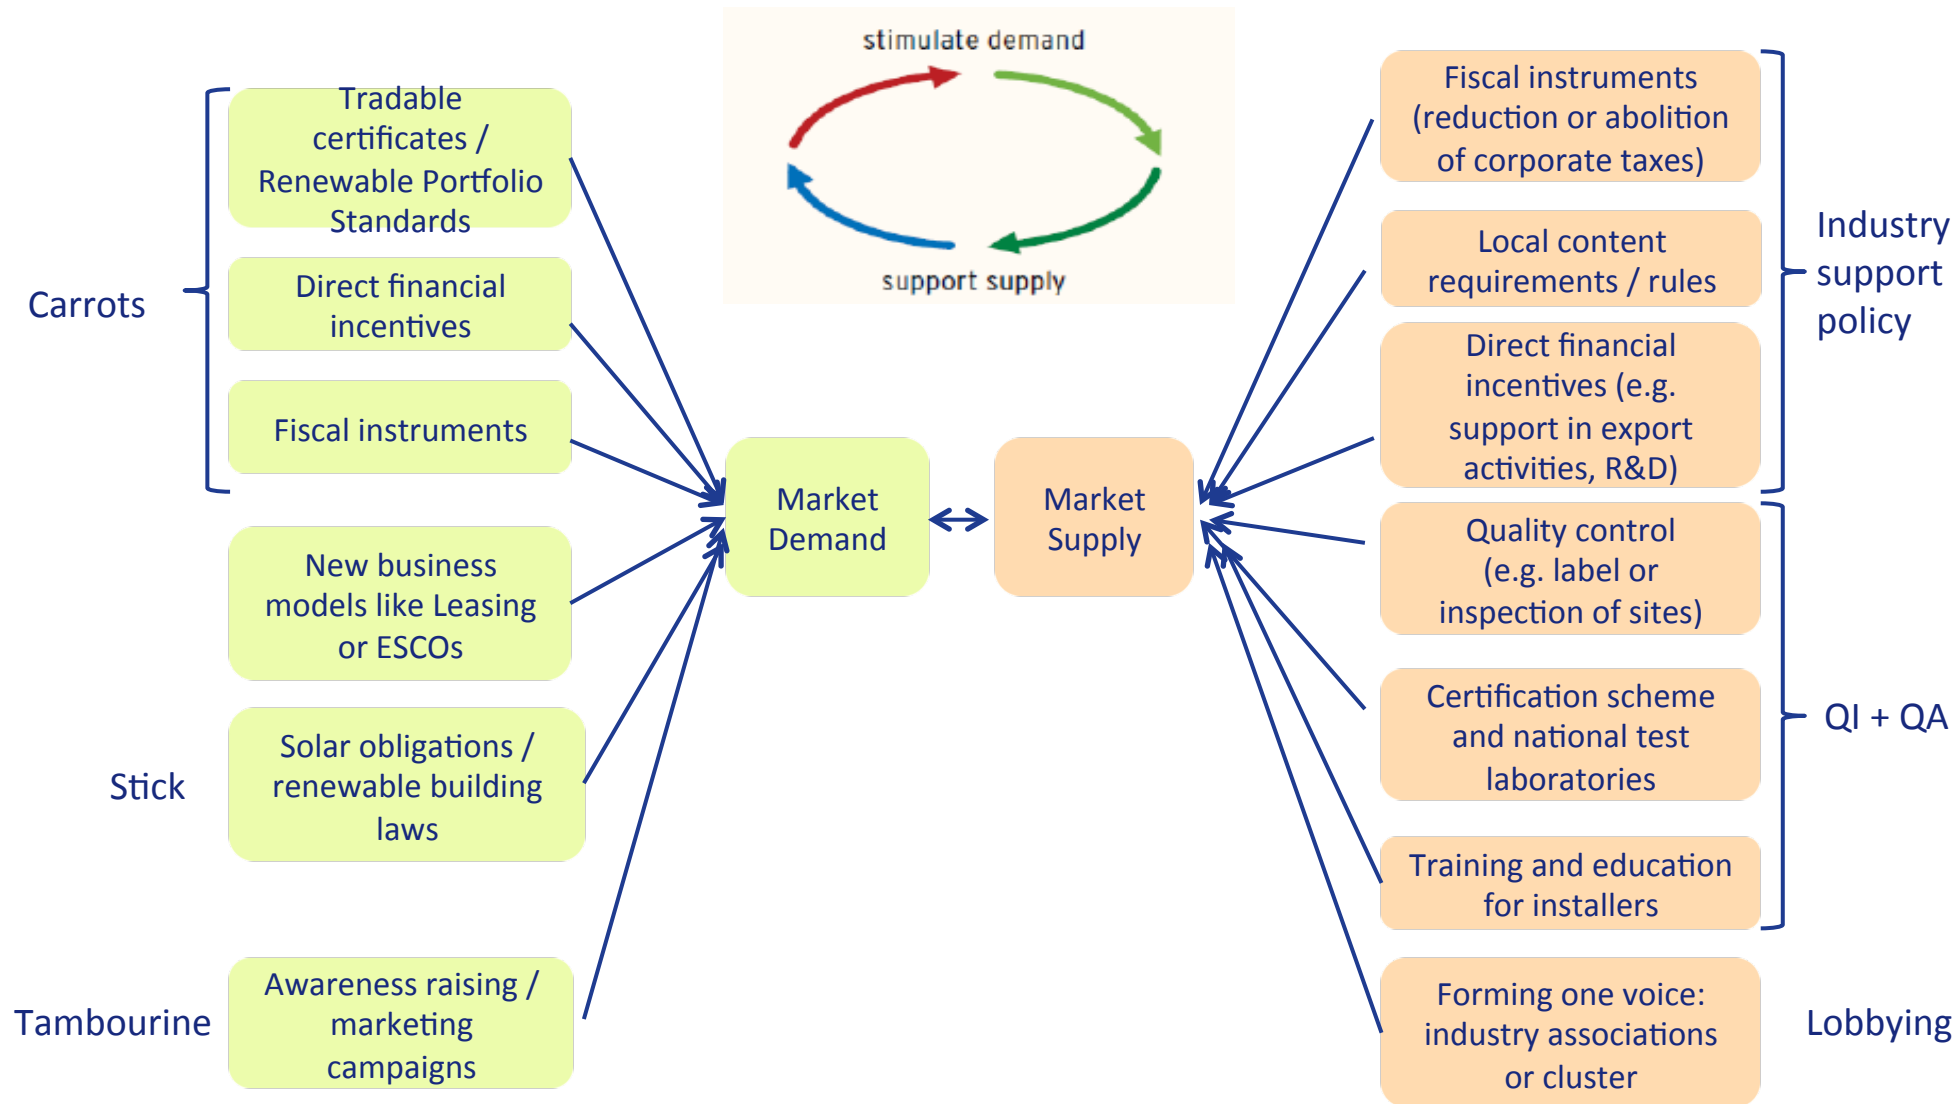 stimulate demand
support supply
Carrots
Tradable
certificates /
Renewable Portfolio
Standards
Direct financial
incentives
Fiscal instruments
New business
models like Leasing
or ESCOs
Stick
Solar obligations /
renewable building
laws
Tambourine
Awareness raising /
marketing
campaigns
Market
Demand
Market
Supply
Fiscal instruments
(reduction or abolition
of corporate taxes)
Local content
requirements / rules
Direct financial
incentives (e.g.
support in export
activities, R&D)
Industry
support
policy
Quality control
(e.g. label or
inspection of sites)
Certification scheme
and national test
laboratories
Training and education
for installers
QI + QA
Forming one voice:
industry associations
or cluster
Lobbying